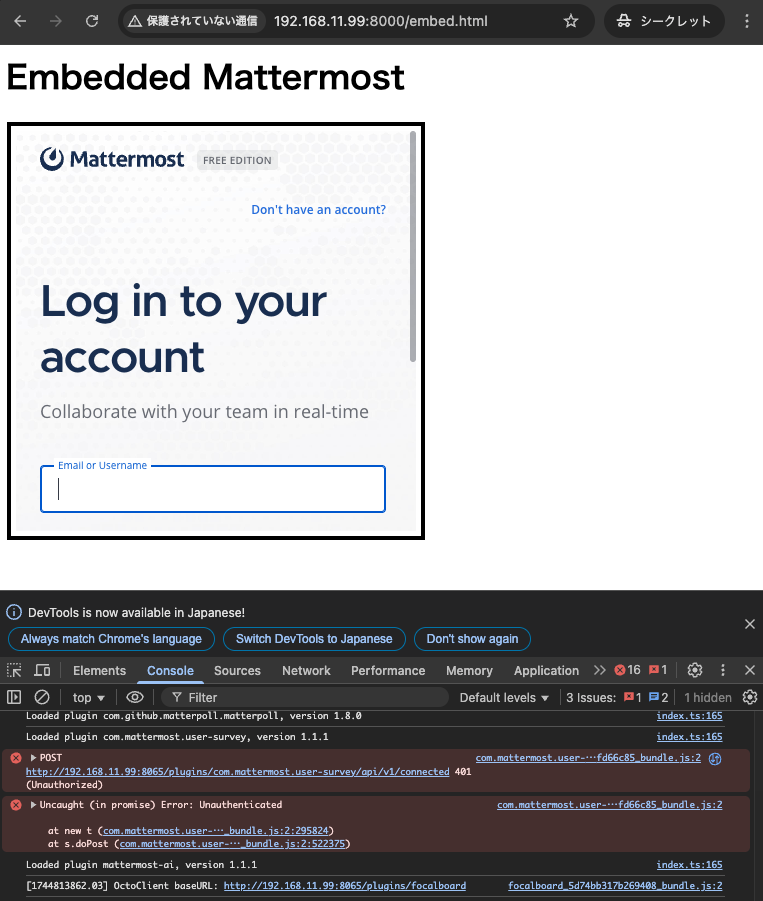 保護されていない通信 192.168.11.99:8000/embed.html シークレット
Embedded Mattermost
Mattermost FREE EDITION
Don't have an account?
Log in to your
account
Collaborate with your team in real-time
Email or Username
DevTools is now available in Japanese!
Always match Chrome's language Switch DevTools to Japanese Don't show again
Elements Console Sources Network Performance Memory Application 16 1
top Filter Default levels 3 Issues: 1 2 1 hidden
Loaded plugin com.github.matterpoll.matterpoll, version 1.8.0 index.ts:165
Loaded plugin com.mattermost.user-survey, version 1.1.1 index.ts:165
POST com.mattermost.user-…fd66c85_bundle.js:2
http://192.168.11.99:8065/plugins/com.mattermost.user-survey/api/v1/connected 401
(Unauthorized)
Uncaught (in promise) Error: Unauthenticated com.mattermost.user-…fd66c85_bundle.js:2
at new t (com.mattermost.user-…_bundle.js:2:295824)
at s.doPost (com.mattermost.user-…_bundle.js:2:522375)
Loaded plugin mattermost-ai, version 1.1.1 index.ts:165
[1744813862.03] OctoClient baseURL: http://192.168.11.99:8065/plugins/focalboard focalboard_5d74bb317b269408_bundle.js:2